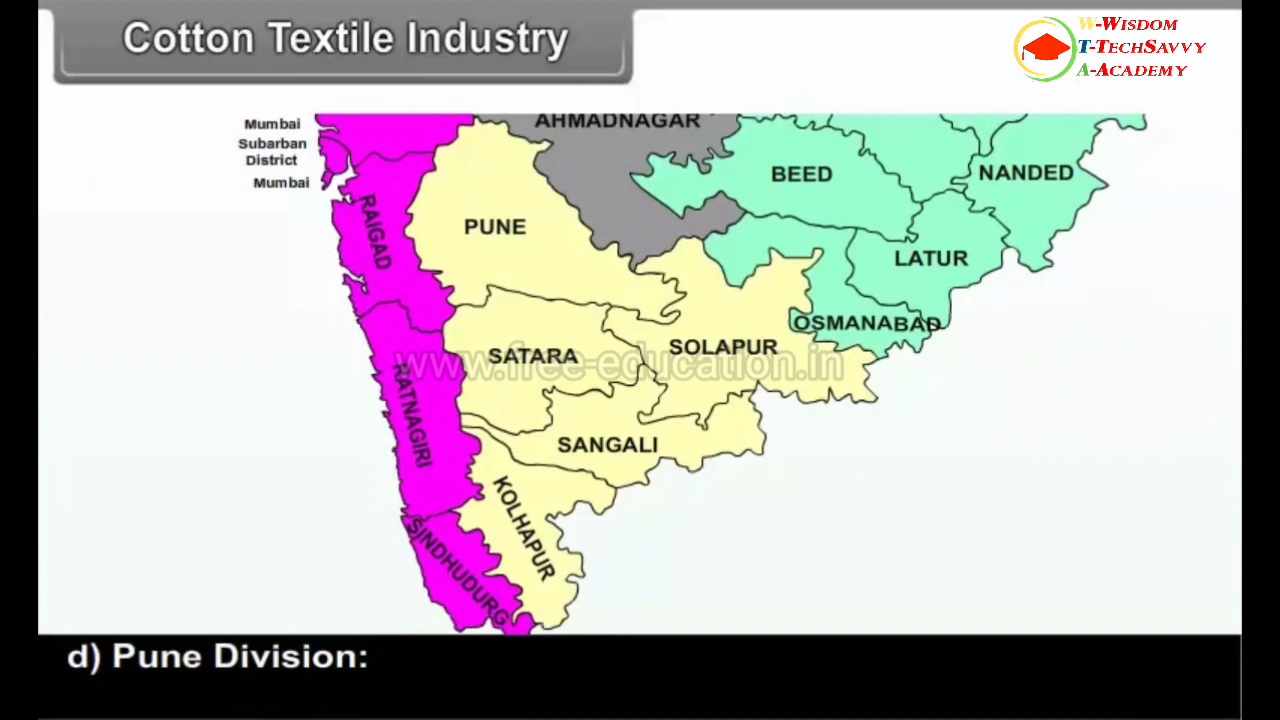 Cotton Textile Industry
W-WISDOM
T-TECHSAVVY
A-ACADEMY
Mumbai
Subarban
District
Mumbai
AHMADNAGAR
BEED
NANDED
RAIGAD
PUNE
LATUR
OSMANABAD
SATARA
SOLAPUR
www.free-education.in
RATNAGIRI
SANGALI
KOLHAPUR
SINDHUDURG
d) Pune Division: